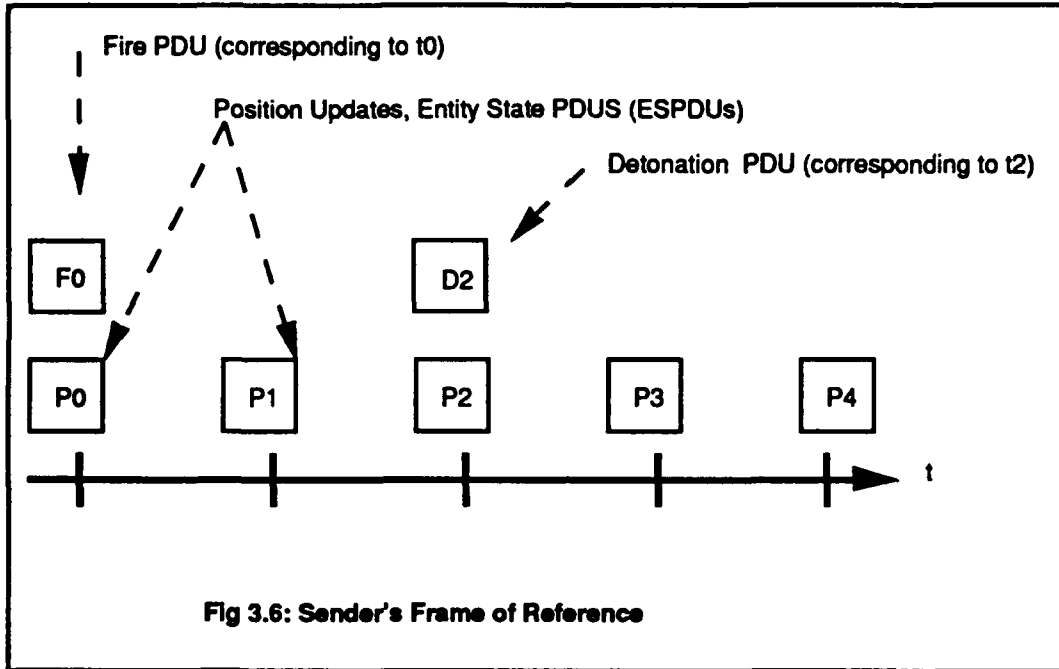 Fire PDU (corresponding to t0)
Position Updates, Entity State PDUS (ESPDUs)
Detonation PDU (corresponding to t2)
F0
D2
P0
P1
P2
P3
P4
t
Fig 3.6: Sender's Frame of Reference